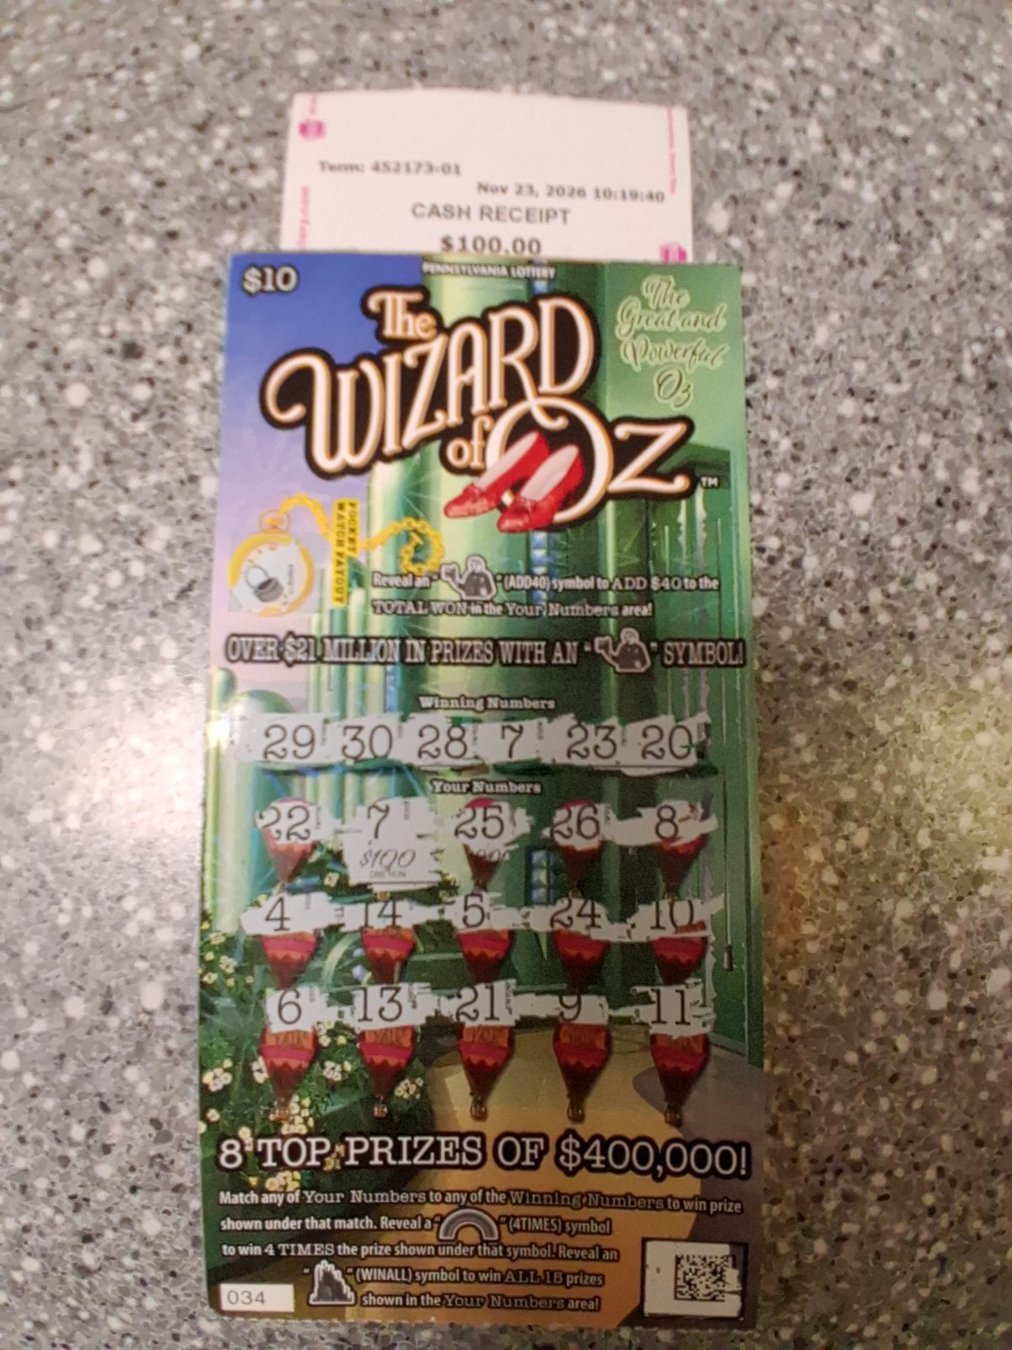 Term: 452173-01
Nov 23, 2026 10:19:40
CASH RECEIPT
$100.00
$10
PENNSYLVANIA LOTTERY
The
WIZARD
of OZ ™
The
Great and
Powerful
Oz
POCKET
WATCH PAYOUT
Reveal an " " (ADD40) symbol to ADD $40 to the
TOTAL WON in the Your Numbers area!
OVER $21 MILLION IN PRIZES WITH AN " " SYMBOL!
Winning Numbers
29 30 28 7 23 20
Your Numbers
22 7 25 26 8
$100
4 14 5 24 10
6 13 21 9 11
8 TOP PRIZES OF $400,000!
Match any of Your Numbers to any of the Winning Numbers to win prize
shown under that match. Reveal a " " (4TIMES) symbol
to win 4 TIMES the prize shown under that symbol. Reveal an
" " (WINALL) symbol to win ALL 15 prizes
shown in the Your Numbers area!
034